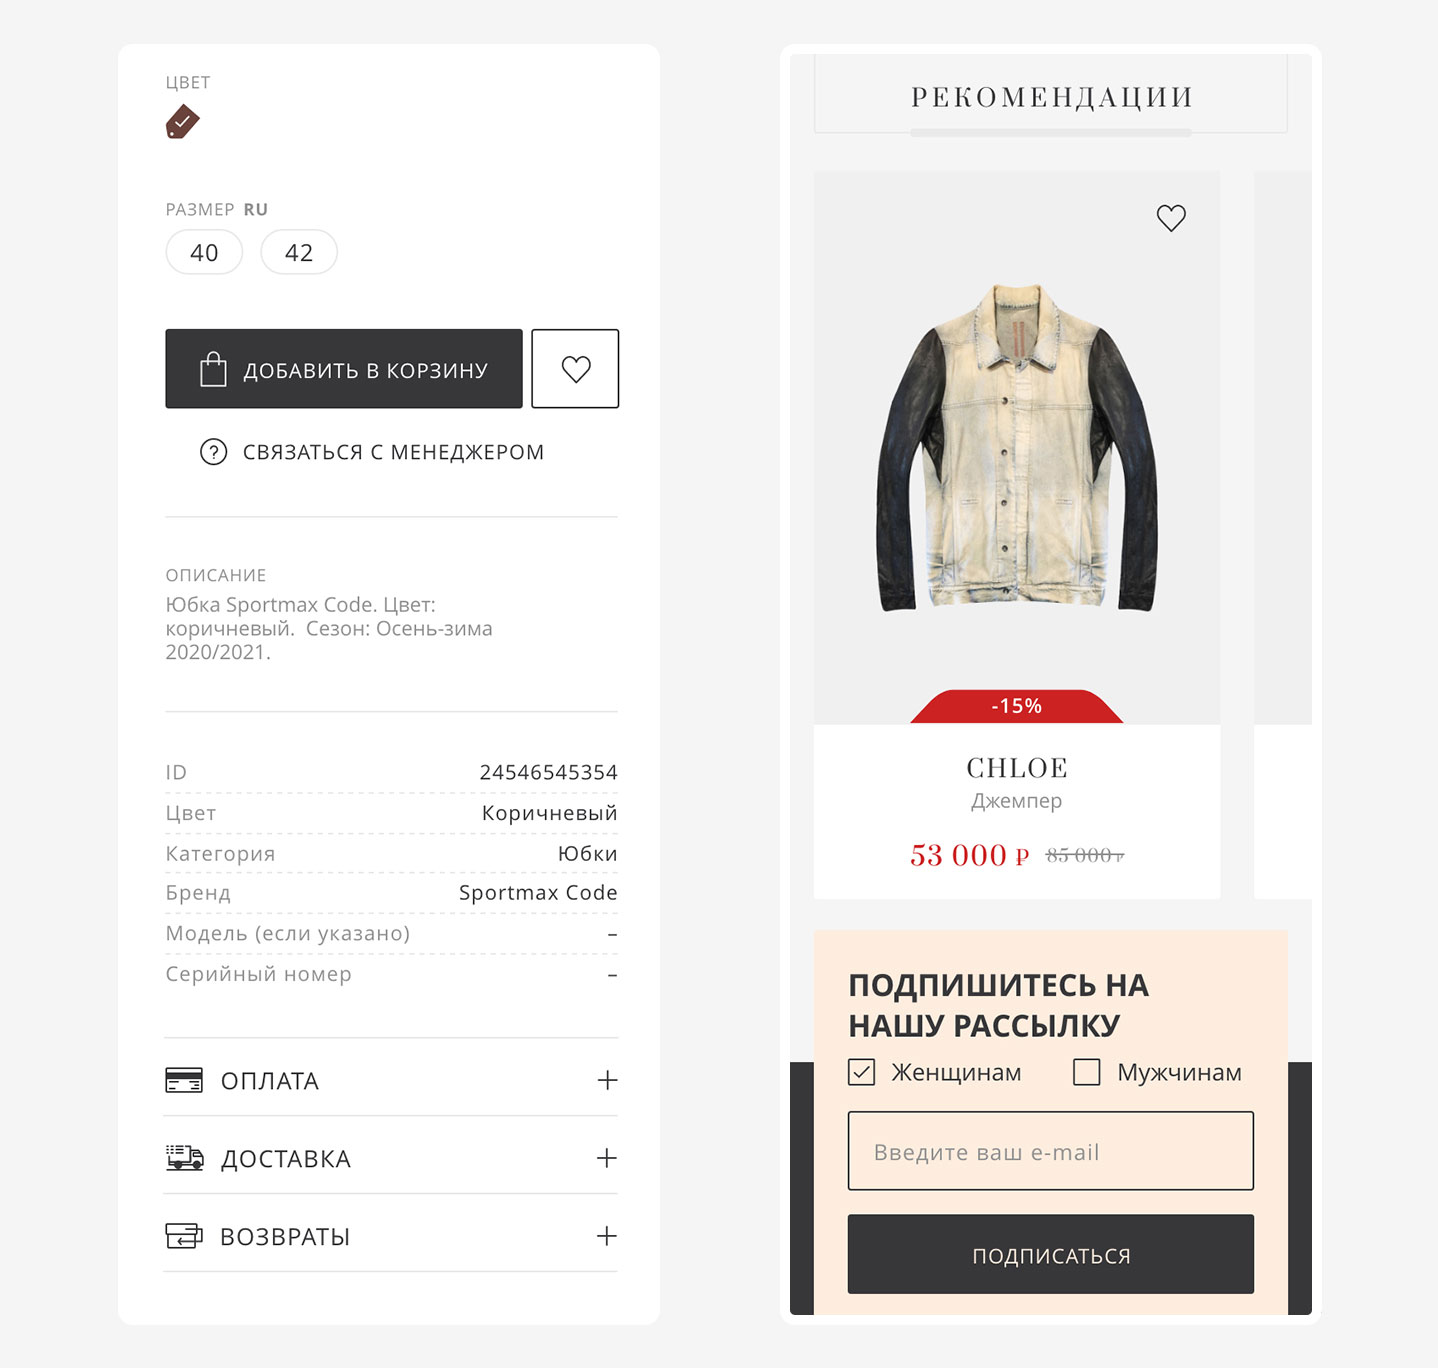 ЦВЕТ
РАЗМЕР RU
40 42
ДОБАВИТЬ В КОРЗИНУ
СВЯЗАТЬСЯ С МЕНЕДЖЕРОМ
ОПИСАНИЕ
Юбка Sportmax Code. Цвет:
коричневый. Сезон: Осень-зима
2020/2021.
ID 24546545354
Цвет Коричневый
Категория Юбки
Бренд Sportmax Code
Модель (если указано) –
Серийный номер –
ОПЛАТА
ДОСТАВКА
ВОЗВРАТЫ
РЕКОМЕНДАЦИИ
-15%
CHLOE
Джемпер
53 000 ₽ 85 000 ₽
ПОДПИШИТЕСЬ НА
НАШУ РАССЫЛКУ
Женщинам Мужчинам
Введите ваш e-mail
ПОДПИСАТЬСЯ